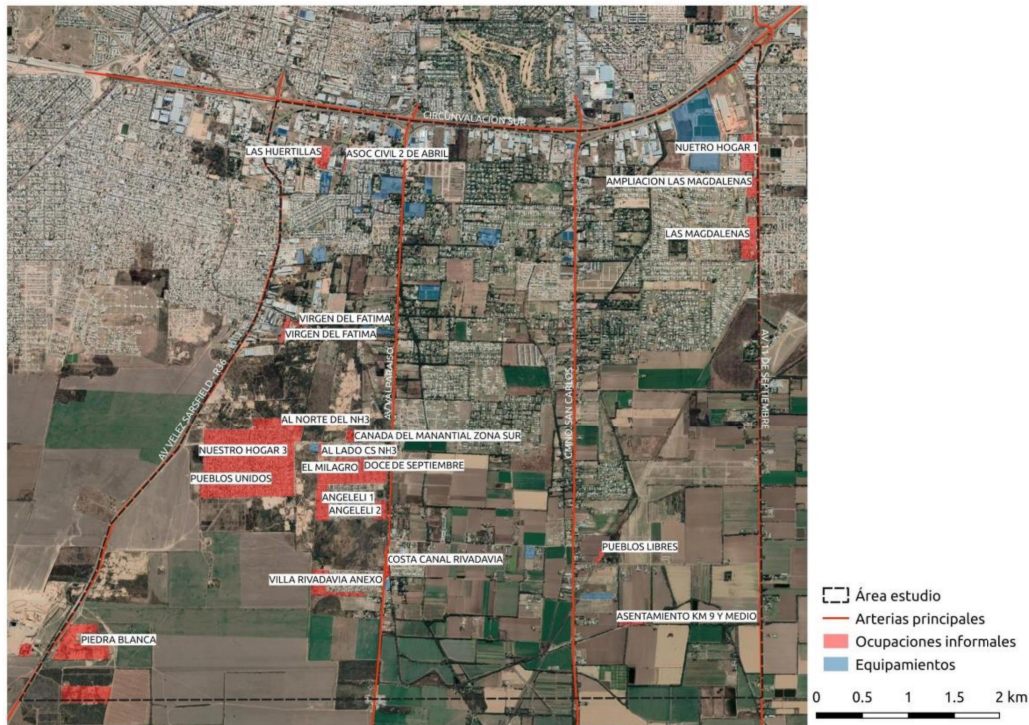 CIRCUNVALACION SUR
LAS HUERTILLAS
ASOC CIVIL 2 DE ABRIL
NUETRO HOGAR 1
AMPLIACION LAS MAGDALENAS
LAS MAGDALENAS
VIRGEN DEL FATIMA
VIRGEN DEL FATIMA
AV VELEZ SARSFIELD - R36
AV VALPARAISO
CMNO SAN CARLOS
AV 11 DE SEPTIEMBRE
AL NORTE DEL NH3
CANADA DEL MANANTIAL ZONA SUR
NUESTRO HOGAR 3
AL LADO CS NH3
EL MILAGRO
DOCE DE SEPTIEMBRE
PUEBLOS UNIDOS
ANGELELI 1
ANGELELI 2
PUEBLOS LIBRES
COSTA CANAL RIVADAVIA
VILLA RIVADAVIA ANEXO
ASENTAMIENTO KM 9 Y MEDIO
PIEDRA BLANCA
Área estudio
Arterias principales
Ocupaciones informales
Equipamientos
0 0.5 1 1.5 2 km